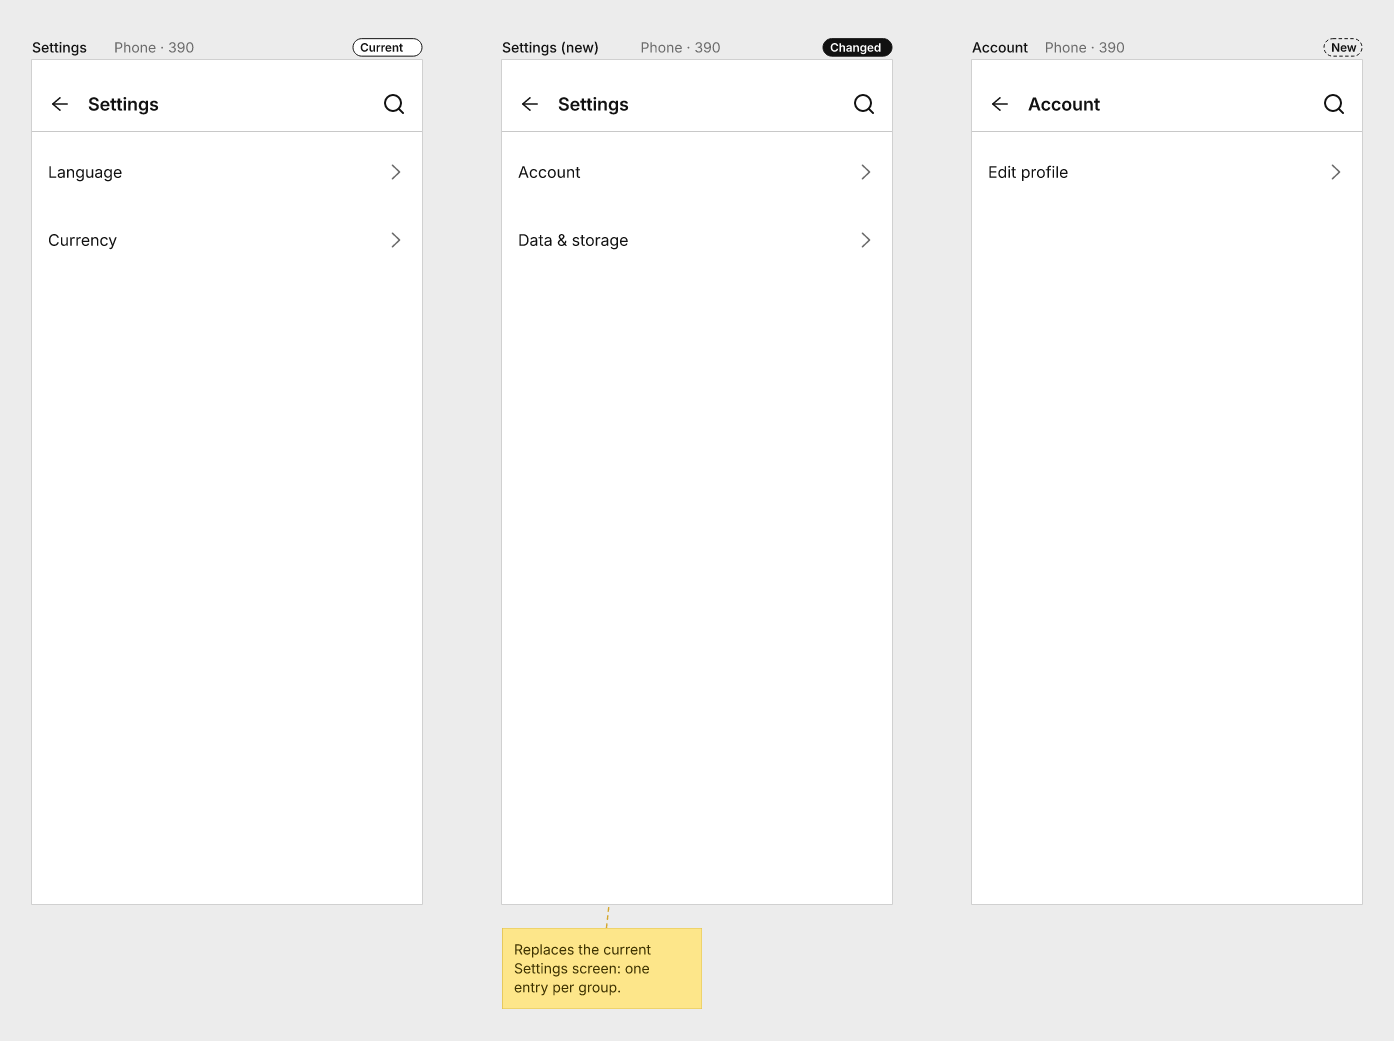 Settings Phone · 390 Current
Settings
Language
Currency
Settings (new) Phone · 390 Changed
Settings
Account
Data & storage
Replaces the current
Settings screen: one
entry per group.
Account Phone · 390 New
Account
Edit profile